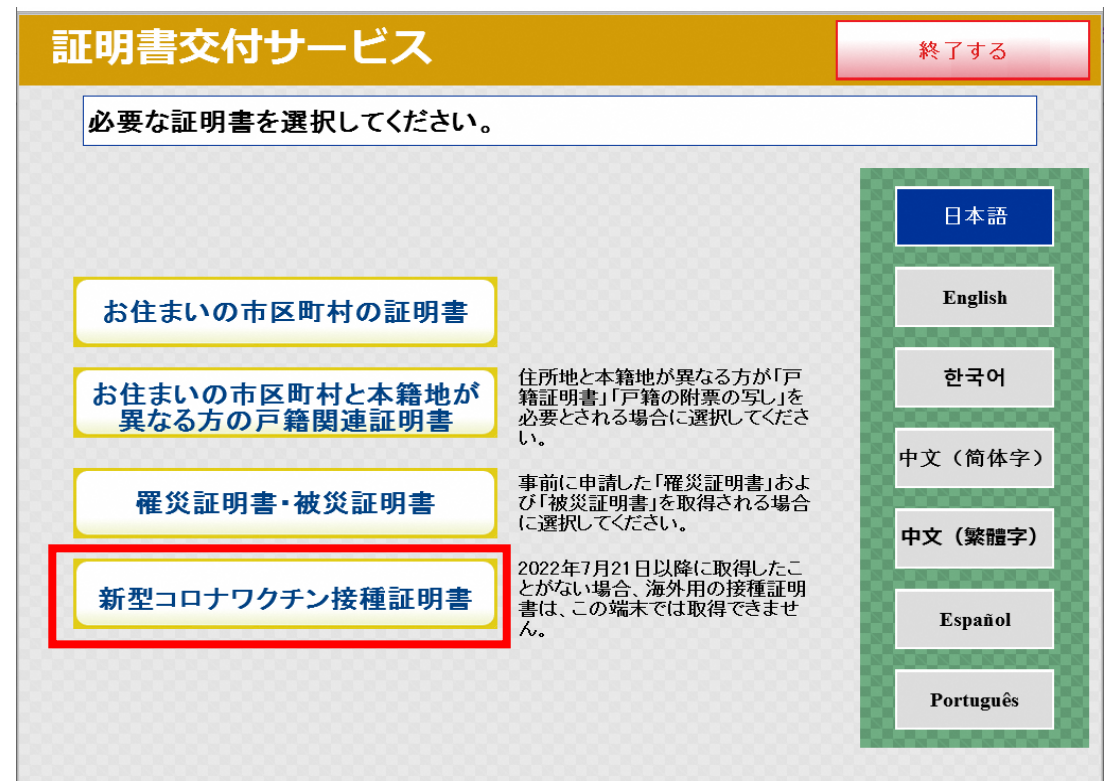 証明書交付サービス
終了する
必要な証明書を選択してください。
お住まいの市区町村の証明書
お住まいの市区町村と本籍地が
異なる方の戸籍関連証明書
住所地と本籍地が異なる方が「戸
籍証明書」「戸籍の附票の写し」を
必要とされる場合に選択してくださ
い。
罹災証明書・被災証明書
事前に申請した「罹災証明書」およ
び「被災証明書」を取得される場合
に選択してください。
新型コロナワクチン接種証明書
2022年7月21日以降に取得したこ
とがない場合、海外用の接種証明
書は、この端末では取得できませ
ん。
日本語
English
한국어
中文（简体字）
中文（繁體字）
Español
Português